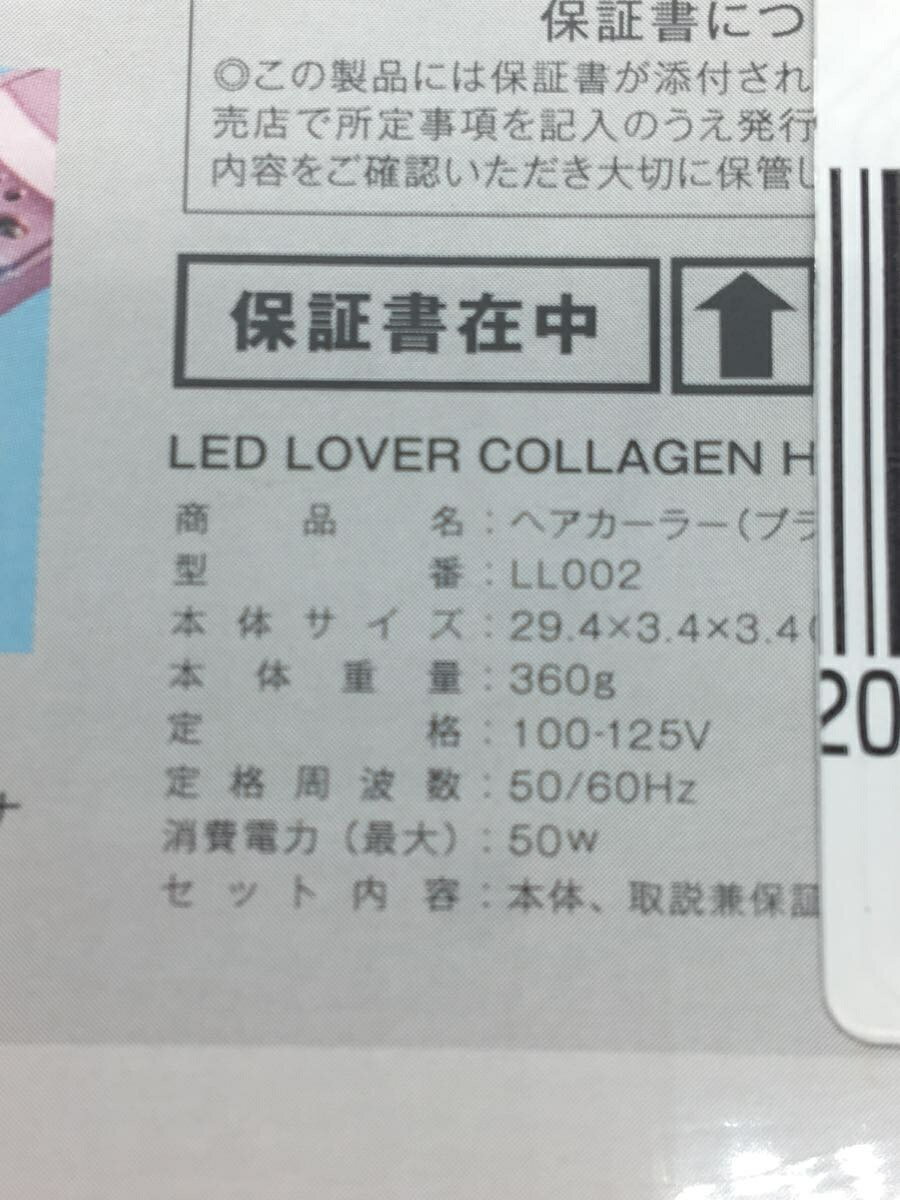 保証書につ
◎この製品には保証書が添付され
売店で所定事項を記入のうえ発行
内容をご確認いただき大切に保管し
保証書在中
LED LOVER COLLAGEN H
商品名：ヘアカーラー(ブラ
型番：LL002
本体サイズ：29.4×3.4×3.4(
本体重量：360g
定格：100-125V
定格周波数：50/60Hz
消費電力（最大）：50W
セット内容：本体、取説兼保証
20
ナ